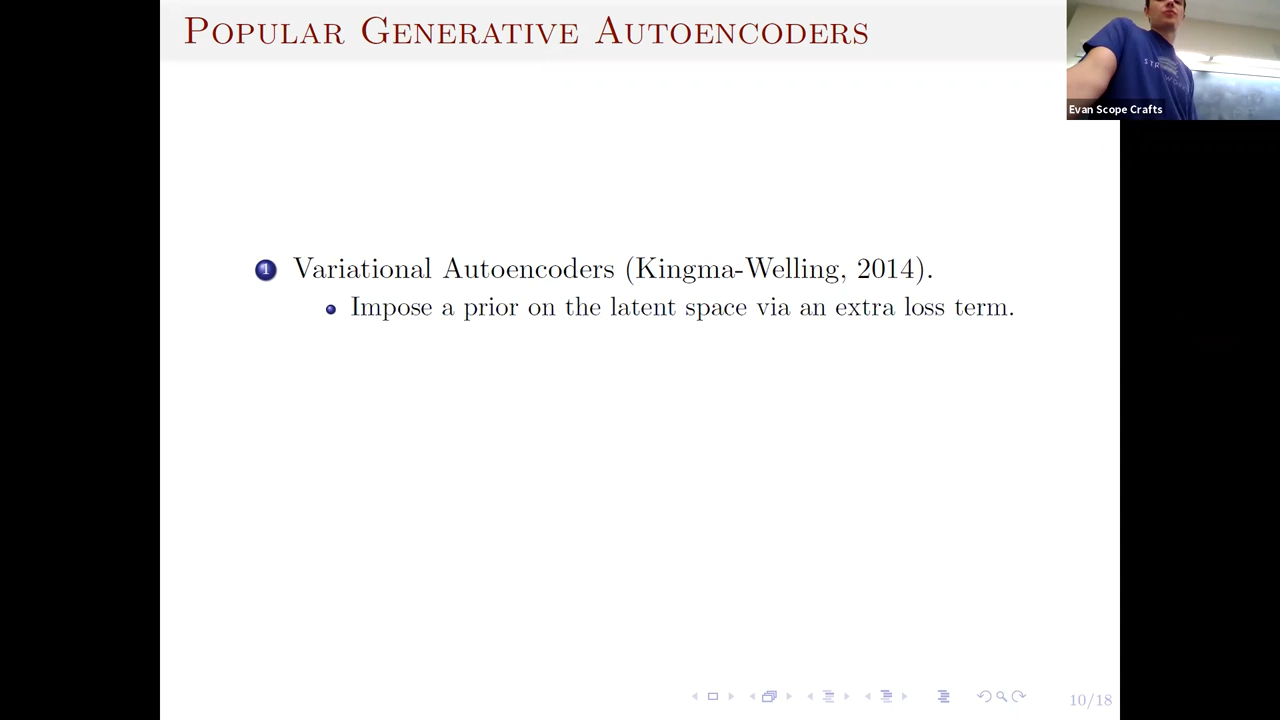 Popular Generative Autoencoders
Evan Scope Crafts
1 Variational Autoencoders (Kingma-Welling, 2014).
Impose a prior on the latent space via an extra loss term.
10/18